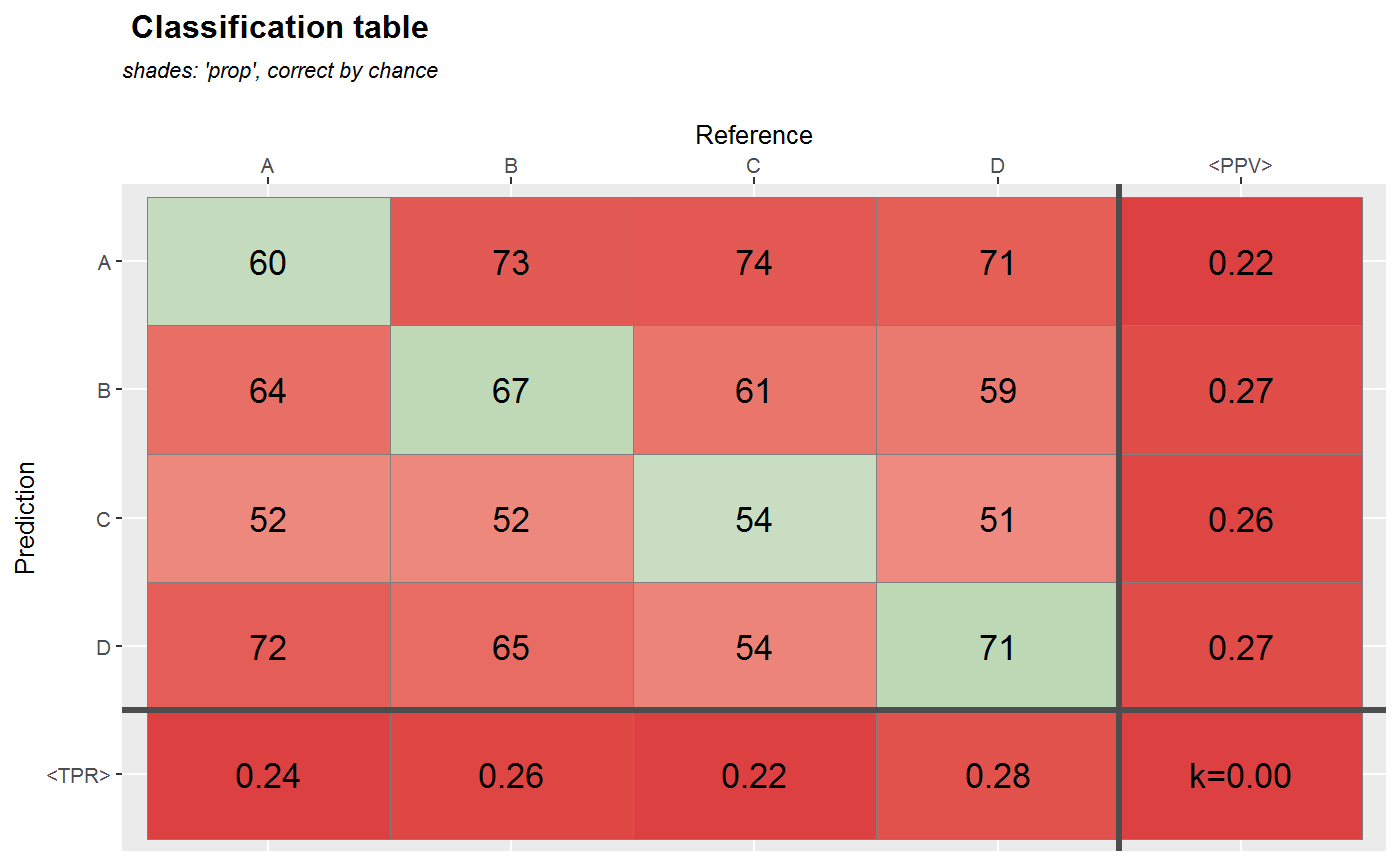 Classification table
shades: 'prop', correct by chance
Reference
A B C D <PPV>
A 60 73 74 71 0.22
B 64 67 61 59 0.27
Prediction
C 52 52 54 51 0.26
D 72 65 54 71 0.27
<TPR> 0.24 0.26 0.22 0.28 k=0.00